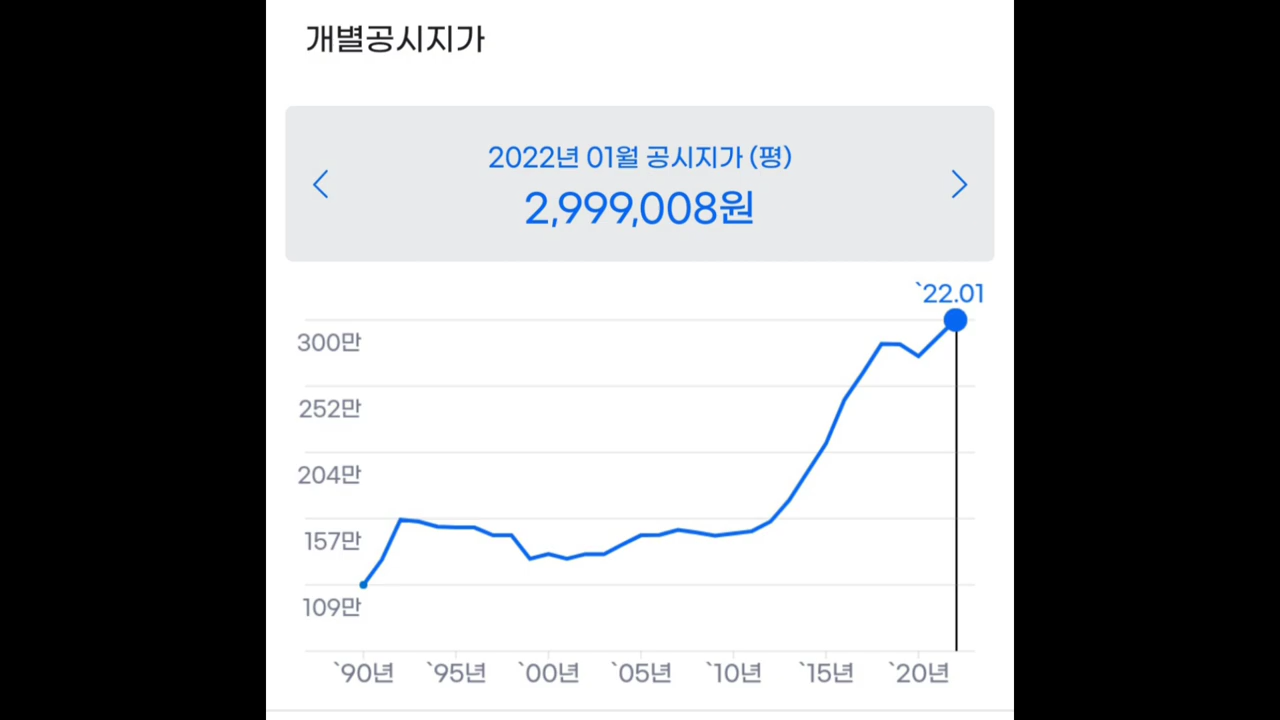 개별공시지가
2022년 01월 공시지가 (평)
2,999,008원
`22.01
300만
252만
204만
157만
109만
`90년 `95년 `00년 `05년 `10년 `15년 `20년